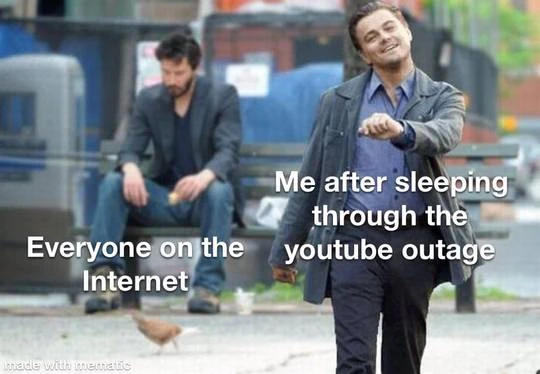 Me after sleeping
through the
youtube outage
Everyone on the
Internet
made with mematic